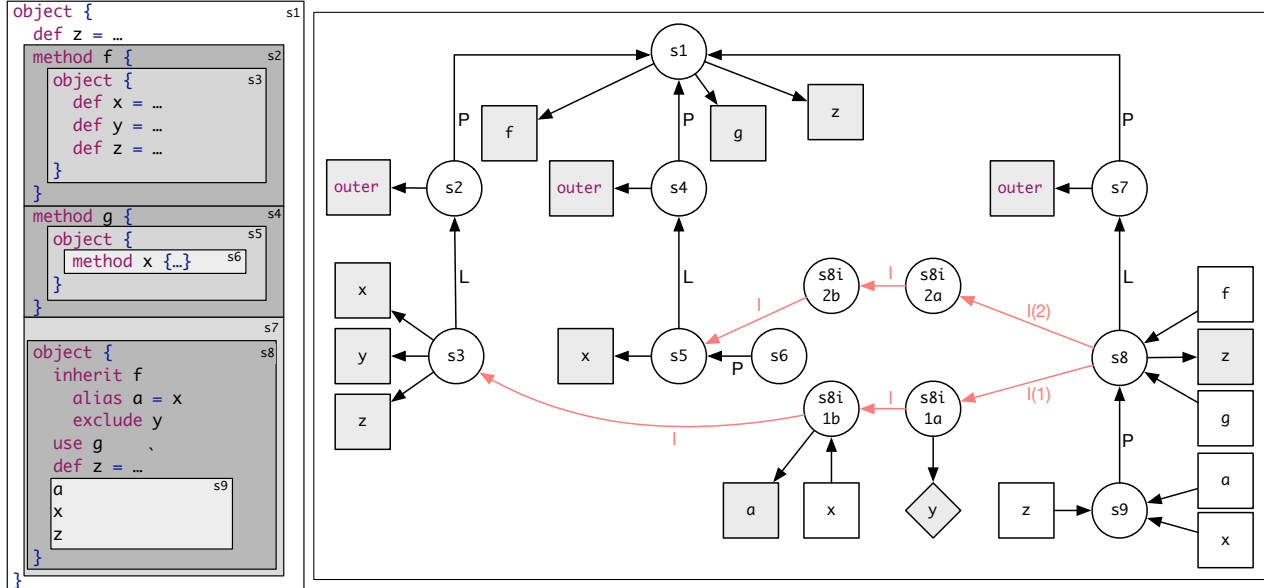 object { s1
def z = …
method f { s2
object { s3
def x = …
def y = …
def z = …
}
}
method g { s4
object { s5
method x {…} s6
}
}
s7
object { s8
inherit f
alias a = x
exclude y
use g `
def z = …
a s9
x
z
}
}
s1
f
P
P
g
z
P
outer
s2
outer
s4
outer
s7
L
L
L
x
s8i
2b
I
s8i
2a
f
I
I(2)
y
s3
x
s5
P
s6
s8
z
z
I
s8i
1b
I
s8i
1a
I(1)
g
P
a
x
y
z
s9
a
x